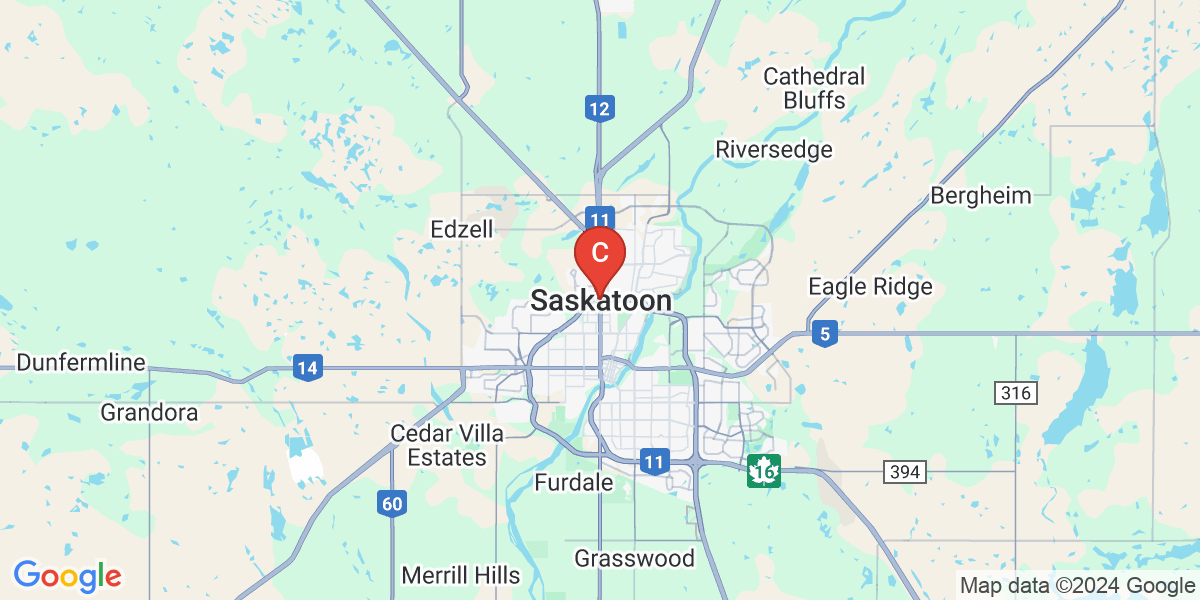 Cathedral
Bluffs
12
Riversedge
Bergheim
11
Edzell
C
Eagle Ridge
Saskatoon
5
Dunfermline
14
316
Grandora
Cedar Villa
Estates
11
16
394
Furdale
60
Grasswood
Merrill Hills
Google
Map data ©2024 Google